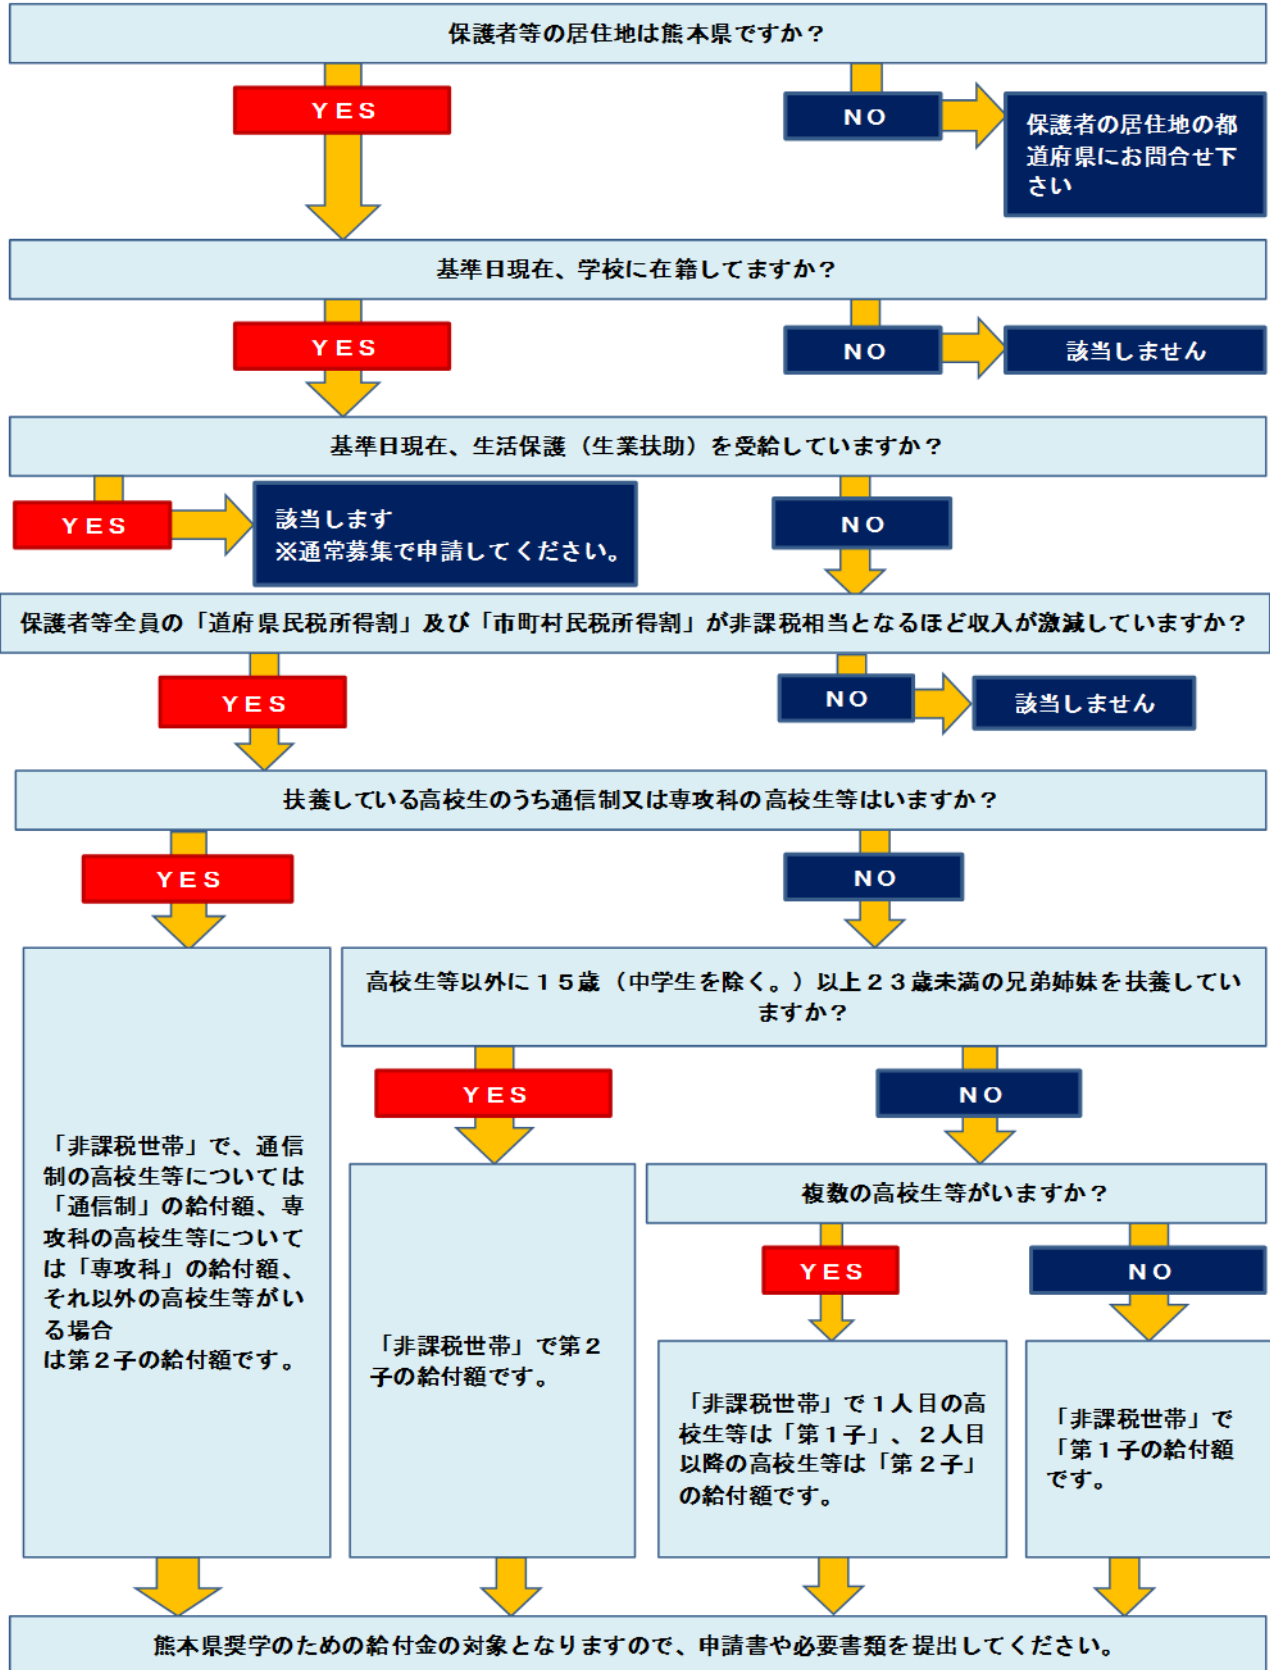 保護者等の居住地は熊本県ですか？
YES
NO
保護者の居住地の都
道府県にお問合せ下
さい
基準日現在、学校に在籍してますか？
YES
NO
該当しません
基準日現在、生活保護（生業扶助）を受給していますか？
YES
該当します
※通常募集で申請してください。
NO
保護者等全員の「道府県民税所得割」及び「市町村民税所得割」が非課税相当となるほど収入が激減していますか？
YES
NO
該当しません
扶養している高校生のうち通信制又は専攻科の高校生等はいますか？
YES
NO
高校生等以外に１５歳（中学生を除く。）以上２３歳未満の兄弟姉妹を扶養してい
ますか？
YES
NO
「非課税世帯」で、通信
制の高校生等については
「通信制」の給付額、専
攻科の高校生等について
は「専攻科」の給付額、
それ以外の高校生等がい
る場合
は第２子の給付額です。
複数の高校生等がいますか？
YES
NO
「非課税世帯」で第２
子の給付額です。
「非課税世帯」で１人目の高
校生等は「第１子」、２人目
以降の高校生等は「第２子」
の給付額です。
「非課税世帯」で
「第１子の給付額
です。
熊本県奨学のための給付金の対象となりますので、申請書や必要書類を提出してください。